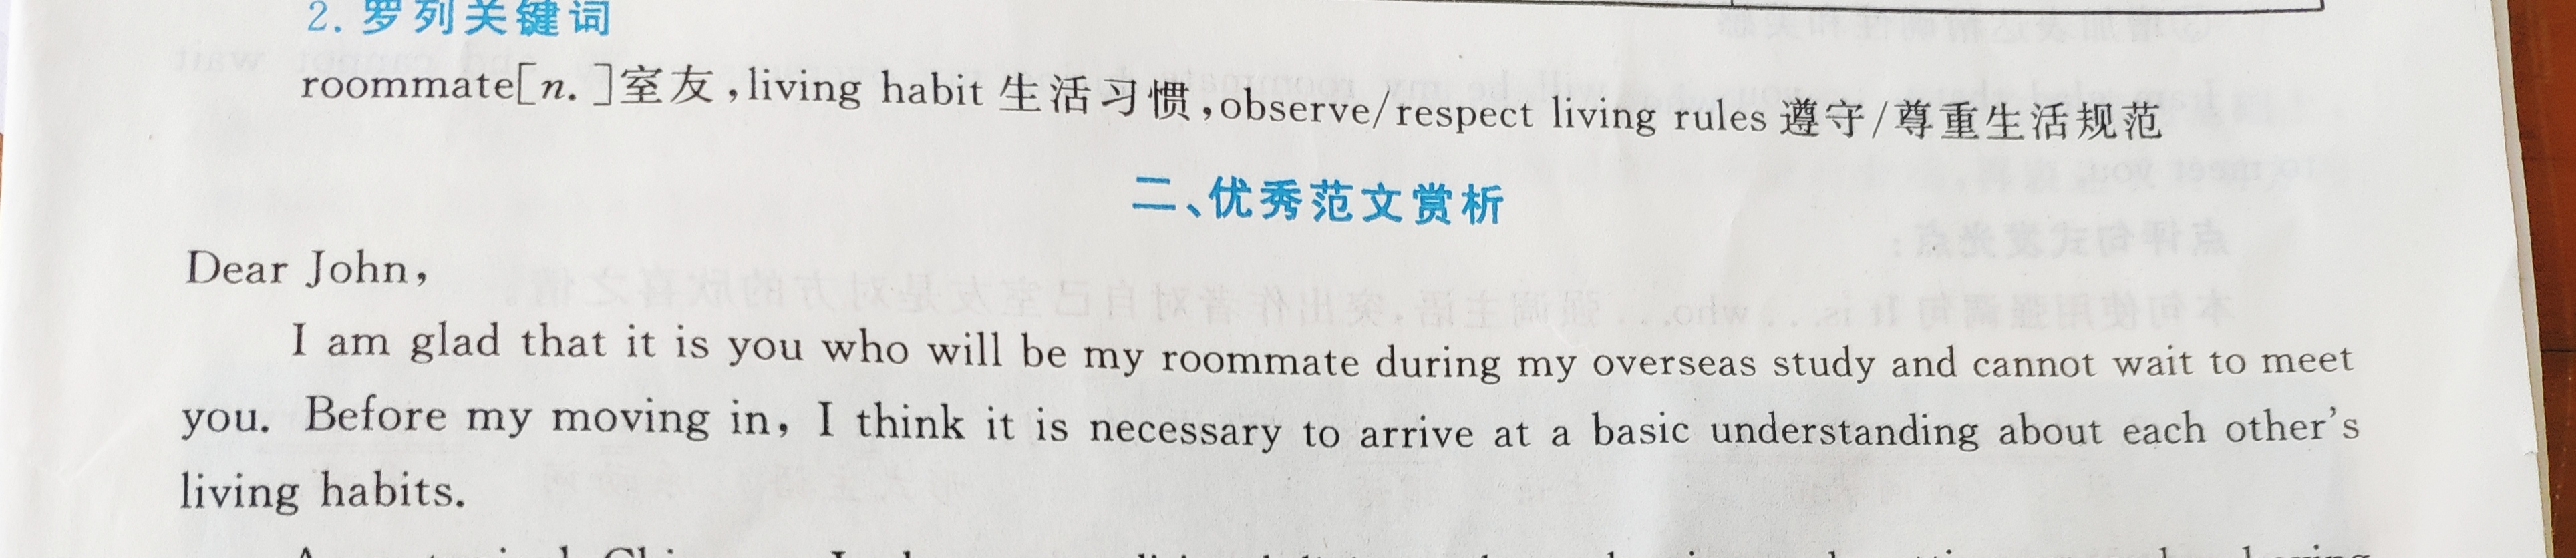 2. 罗列关键词
roommate[n. ]室友,living habit 生活习惯,observe/respect living rules 遵守/尊重生活规范
二、优秀范文赏析
Dear John,
I am glad that it is you who will be my roommate during my overseas study and cannot wait to meet
you. Before my moving in, I think it is necessary to arrive at a basic understanding about each other's
living habits.